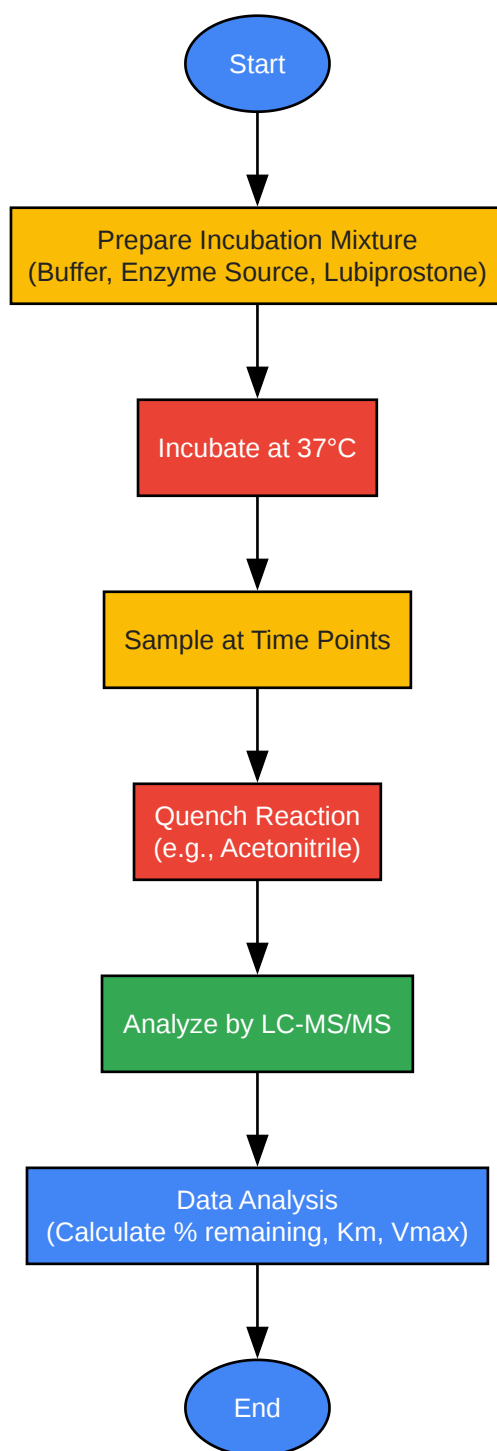 Start
Prepare Incubation Mixture
(Buffer, Enzyme Source, Lubiprostone)
Incubate at 37°C
Sample at Time Points
Quench Reaction
(e.g., Acetonitrile)
Analyze by LC-MS/MS
Data Analysis
(Calculate % remaining, Km, Vmax)
End